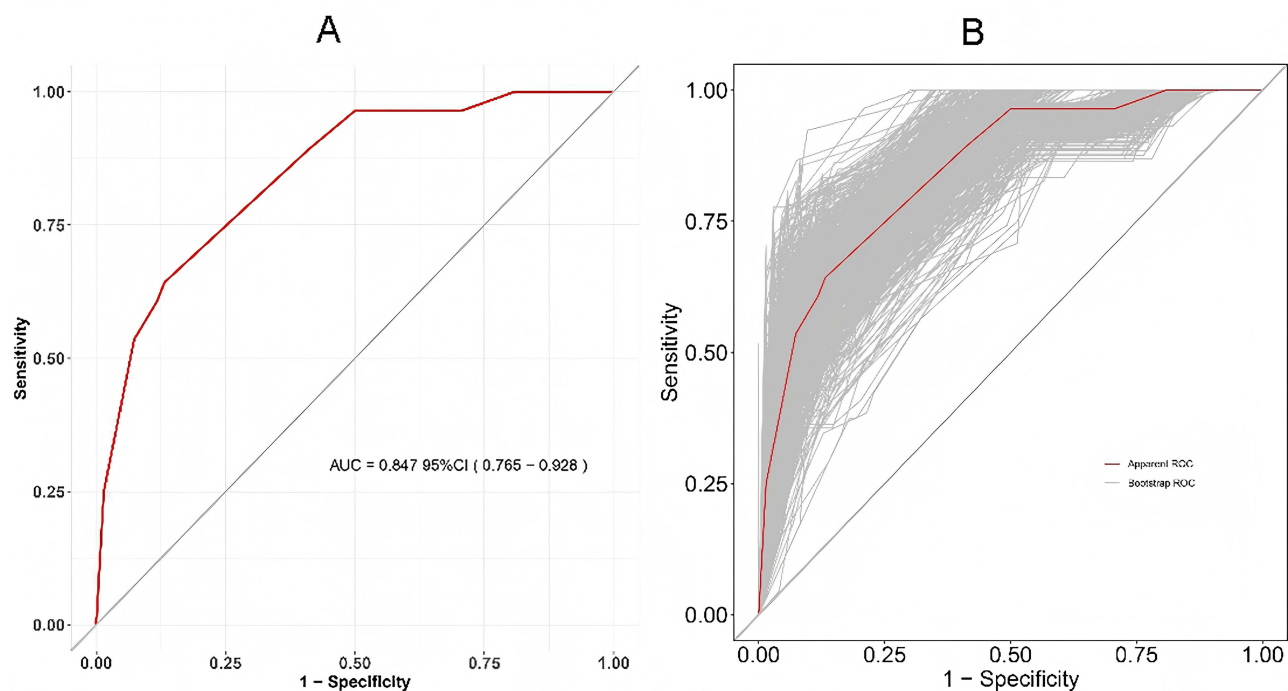 A
1.00
0.75
0.50
0.25
0.00
Sensitivity
AUC = 0.847 95%CI ( 0.765 − 0.928 )
0.00 0.25 0.50 0.75 1.00
1 − Specificity
B
1.00
0.75
0.50
0.25
0.00
Sensitivity
Apparent ROC
Bootstrap ROC
0.00 0.25 0.50 0.75 1.00
1 − Specificity